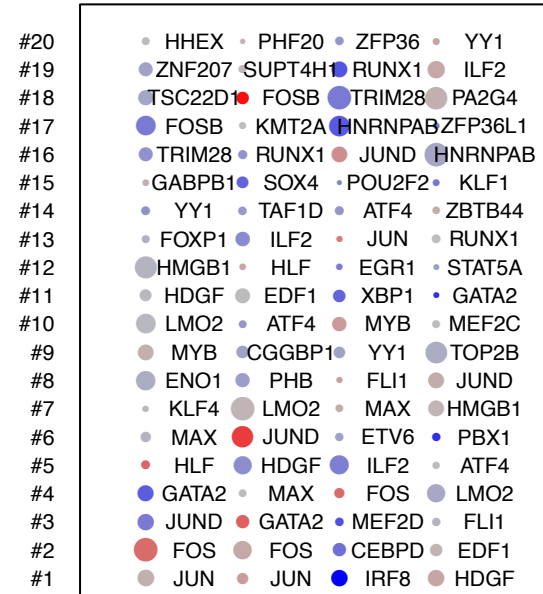 #20 HHEX PHF20 ZFP36 YY1
#19 ZNF207 SUPT4H1 RUNX1 ILF2
#18 TSC22D1 FOSB TRIM28 PA2G4
#17 FOSB KMT2A HNRNPAB ZFP36L1
#16 TRIM28 RUNX1 JUND HNRNPAB
#15 GABPB1 SOX4 POU2F2 KLF1
#14 YY1 TAF1D ATF4 ZBTB44
#13 FOXP1 ILF2 JUN RUNX1
#12 HMGB1 HLF EGR1 STAT5A
#11 HDGF EDF1 XBP1 GATA2
#10 LMO2 ATF4 MYB MEF2C
#9 MYB CGGBP1 YY1 TOP2B
#8 ENO1 PHB FLI1 JUND
#7 KLF4 LMO2 MAX HMGB1
#6 MAX JUND ETV6 PBX1
#5 HLF HDGF ILF2 ATF4
#4 GATA2 MAX FOS LMO2
#3 JUND GATA2 MEF2D FLI1
#2 FOS FOS CEBPD EDF1
#1 JUN JUN IRF8 HDGF